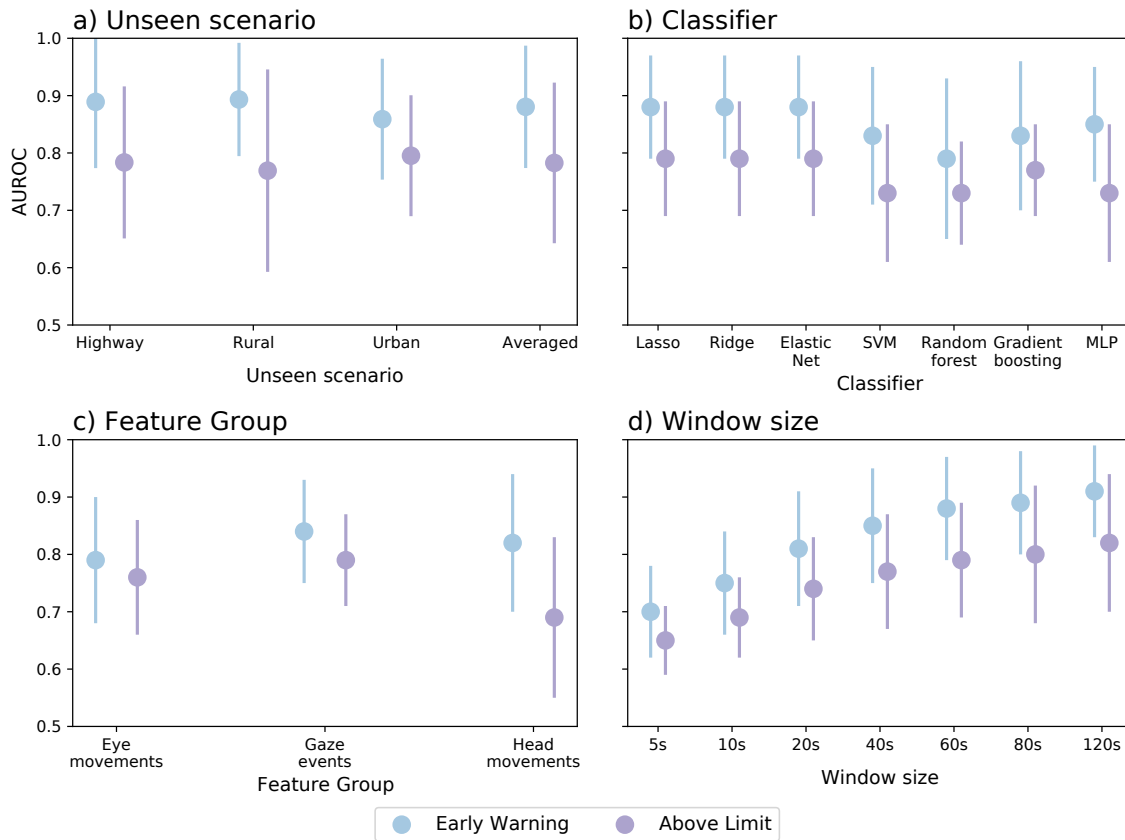 a) Unseen scenario
b) Classifier
1.0
0.9
0.8
0.7
0.6
0.5
AUROC
Highway Rural Urban Averaged
Unseen scenario
Lasso Ridge Elastic Net SVM Random forest Gradient boosting MLP
Classifier
c) Feature Group
d) Window size
1.0
0.9
0.8
0.7
0.6
0.5
Eye movements Gaze events Head movements
Feature Group
5s 10s 20s 40s 60s 80s 120s
Window size
Early Warning Above Limit